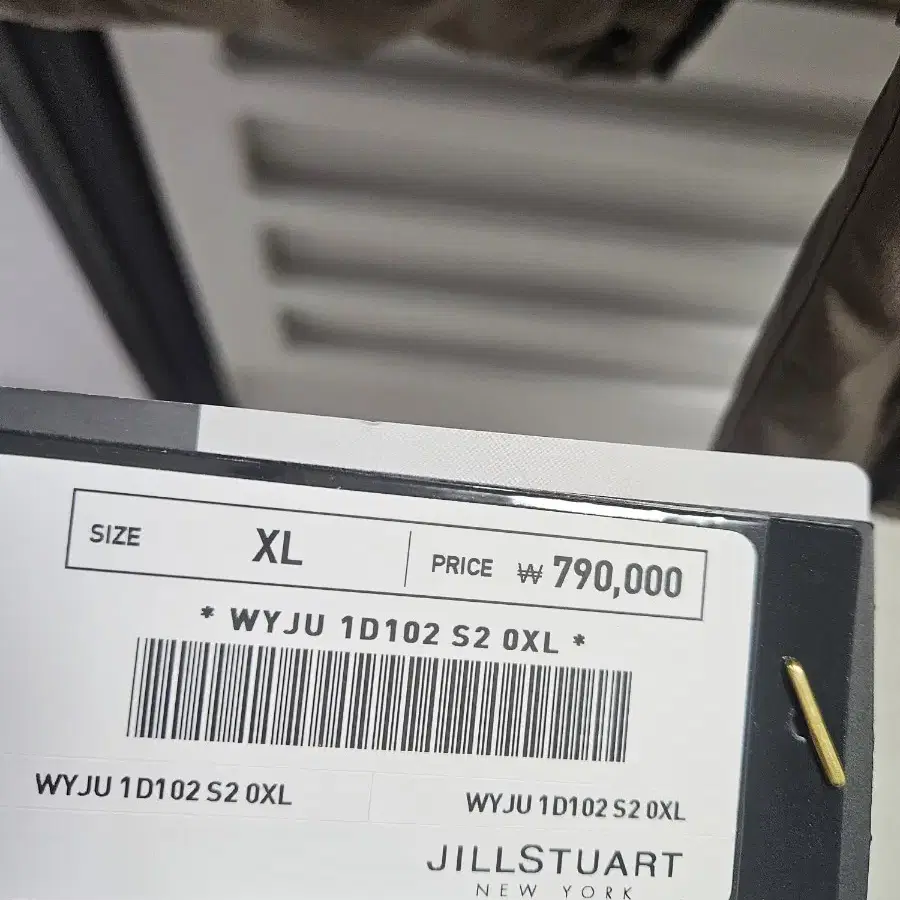 SIZE XL PRICE ₩ 790,000
* WYJU 1D102 S2 0XL *
WYJU 1D102 S2 0XL WYJU 1D102 S2 0XL
JILLSTUART
NEW YORK